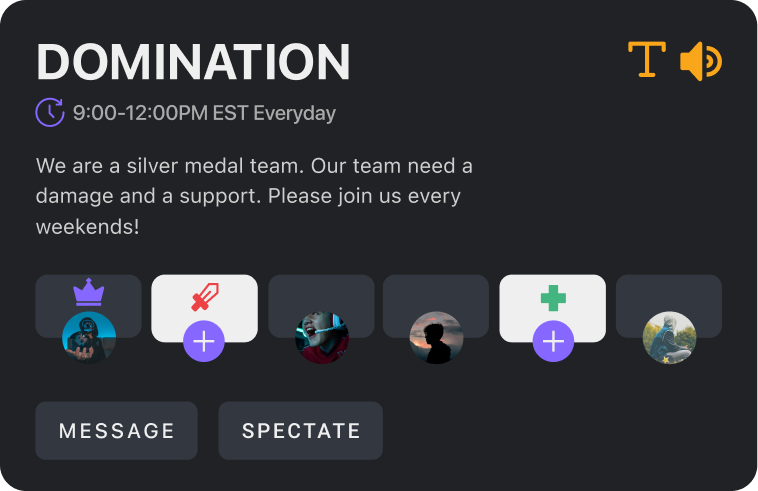 DOMINATION
T
9:00-12:00PM EST Everyday
We are a silver medal team. Our team need a
damage and a support. Please join us every
weekends!
MESSAGE
SPECTATE